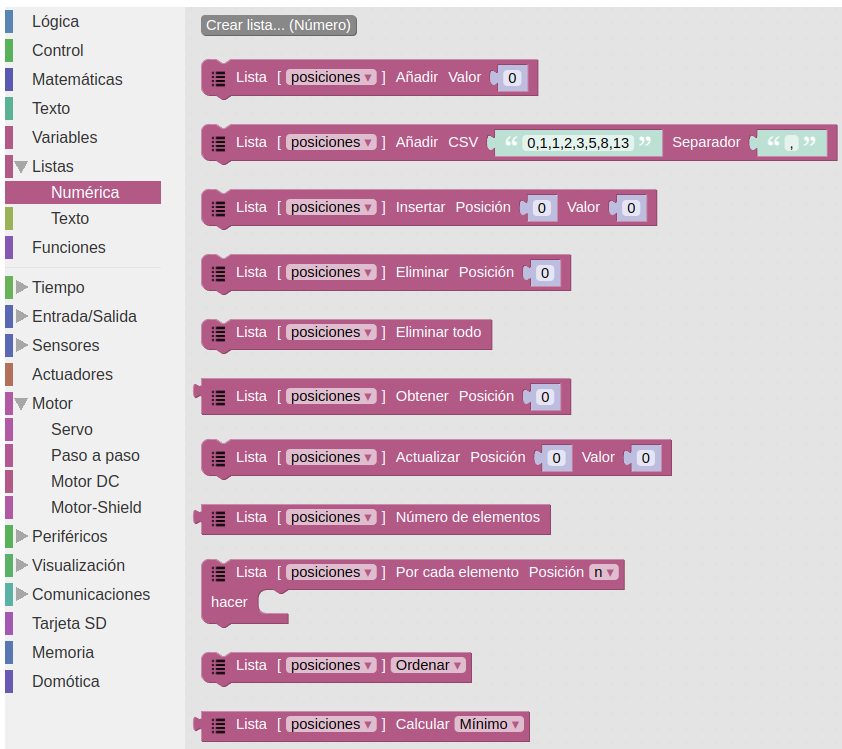 Lógica
Control
Matemáticas
Texto
Variables
Listas
Numérica
Texto
Funciones
Tiempo
Entrada/Salida
Sensores
Actuadores
Motor
Servo
Paso a paso
Motor DC
Motor-Shield
Periféricos
Visualización
Comunicaciones
Tarjeta SD
Memoria
Domótica
Crear lista... (Número)
Lista [ posiciones ▾ ] Añadir Valor 0
Lista [ posiciones ▾ ] Añadir CSV “ 0,1,1,2,3,5,8,13 ” Separador “ , ”
Lista [ posiciones ▾ ] Insertar Posición 0 Valor 0
Lista [ posiciones ▾ ] Eliminar Posición 0
Lista [ posiciones ▾ ] Eliminar todo
Lista [ posiciones ▾ ] Obtener Posición 0
Lista [ posiciones ▾ ] Actualizar Posición 0 Valor 0
Lista [ posiciones ▾ ] Número de elementos
Lista [ posiciones ▾ ] Por cada elemento Posición n ▾
hacer
Lista [ posiciones ▾ ] Ordenar ▾
Lista [ posiciones ▾ ] Calcular Mínimo ▾